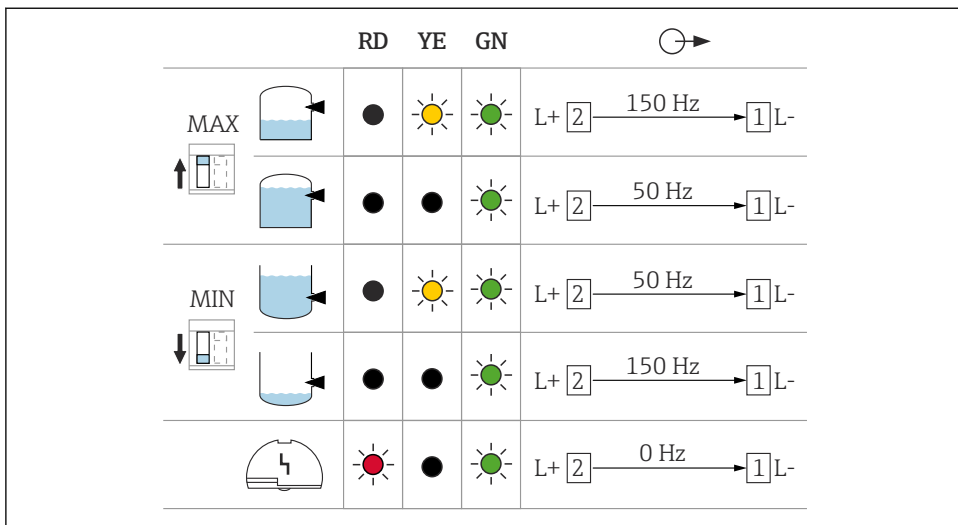 RD YE GN
MAX
L+ 2 150 Hz 1 L-
L+ 2 50 Hz 1 L-
MIN
L+ 2 50 Hz 1 L-
L+ 2 150 Hz 1 L-
L+ 2 0 Hz 1 L-